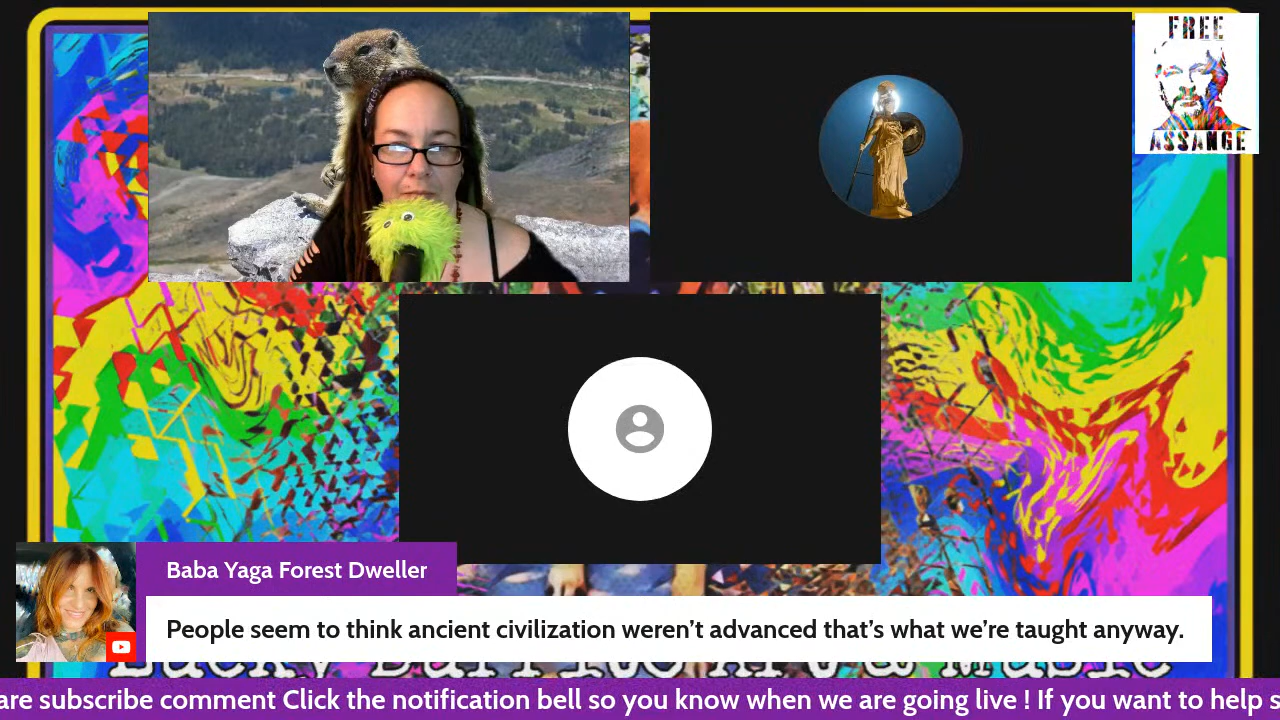 FREE
ASSANGE
Baba Yaga Forest Dweller
People seem to think ancient civilization weren't advanced that's what we're taught anyway.
are subscribe comment Click the notification bell so you know when we are going live ! If you want to help s